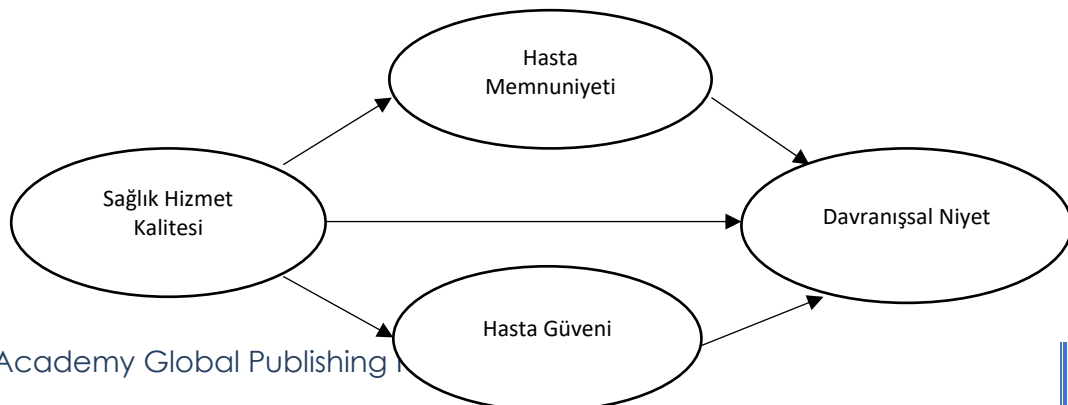 Hasta
Memnuniyeti
Sağlık Hizmet
Kalitesi
Davranışsal Niyet
Hasta Güveni
Academy Global Publishing